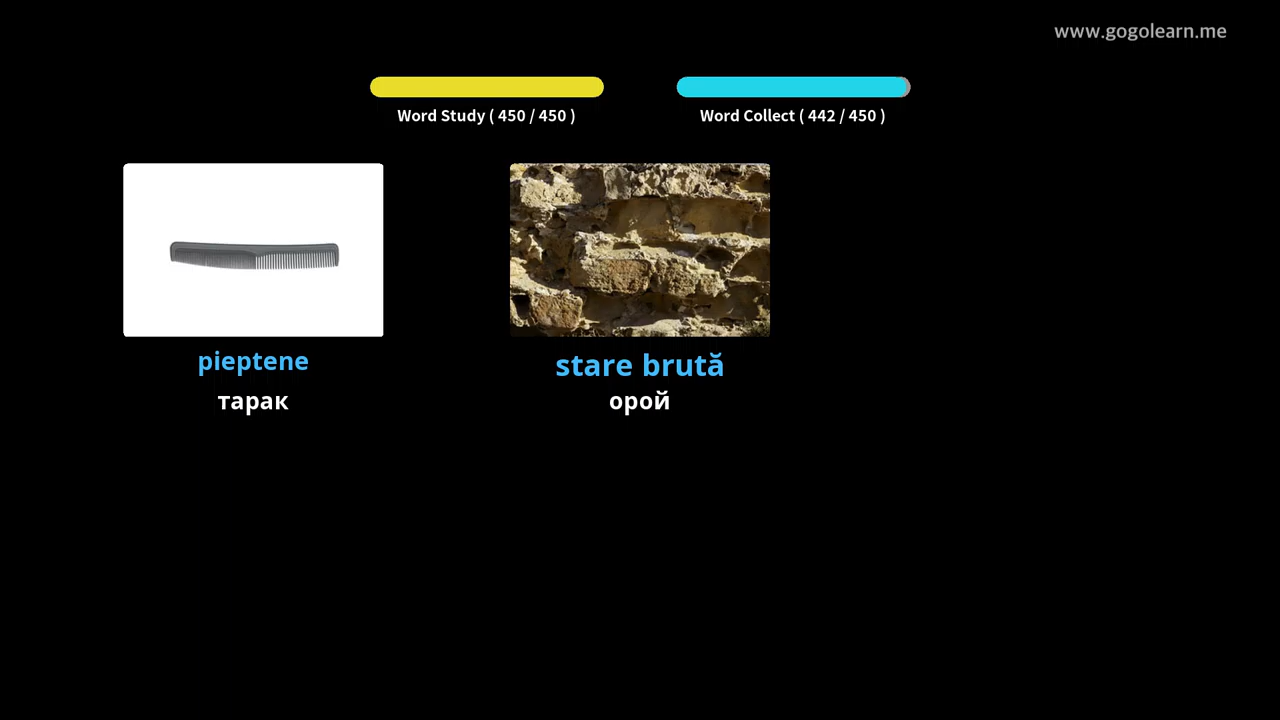 www.gogolearn.me
Word Study ( 450 / 450 )
Word Collect ( 442 / 450 )
pieptene
тарак
stare brută
орой